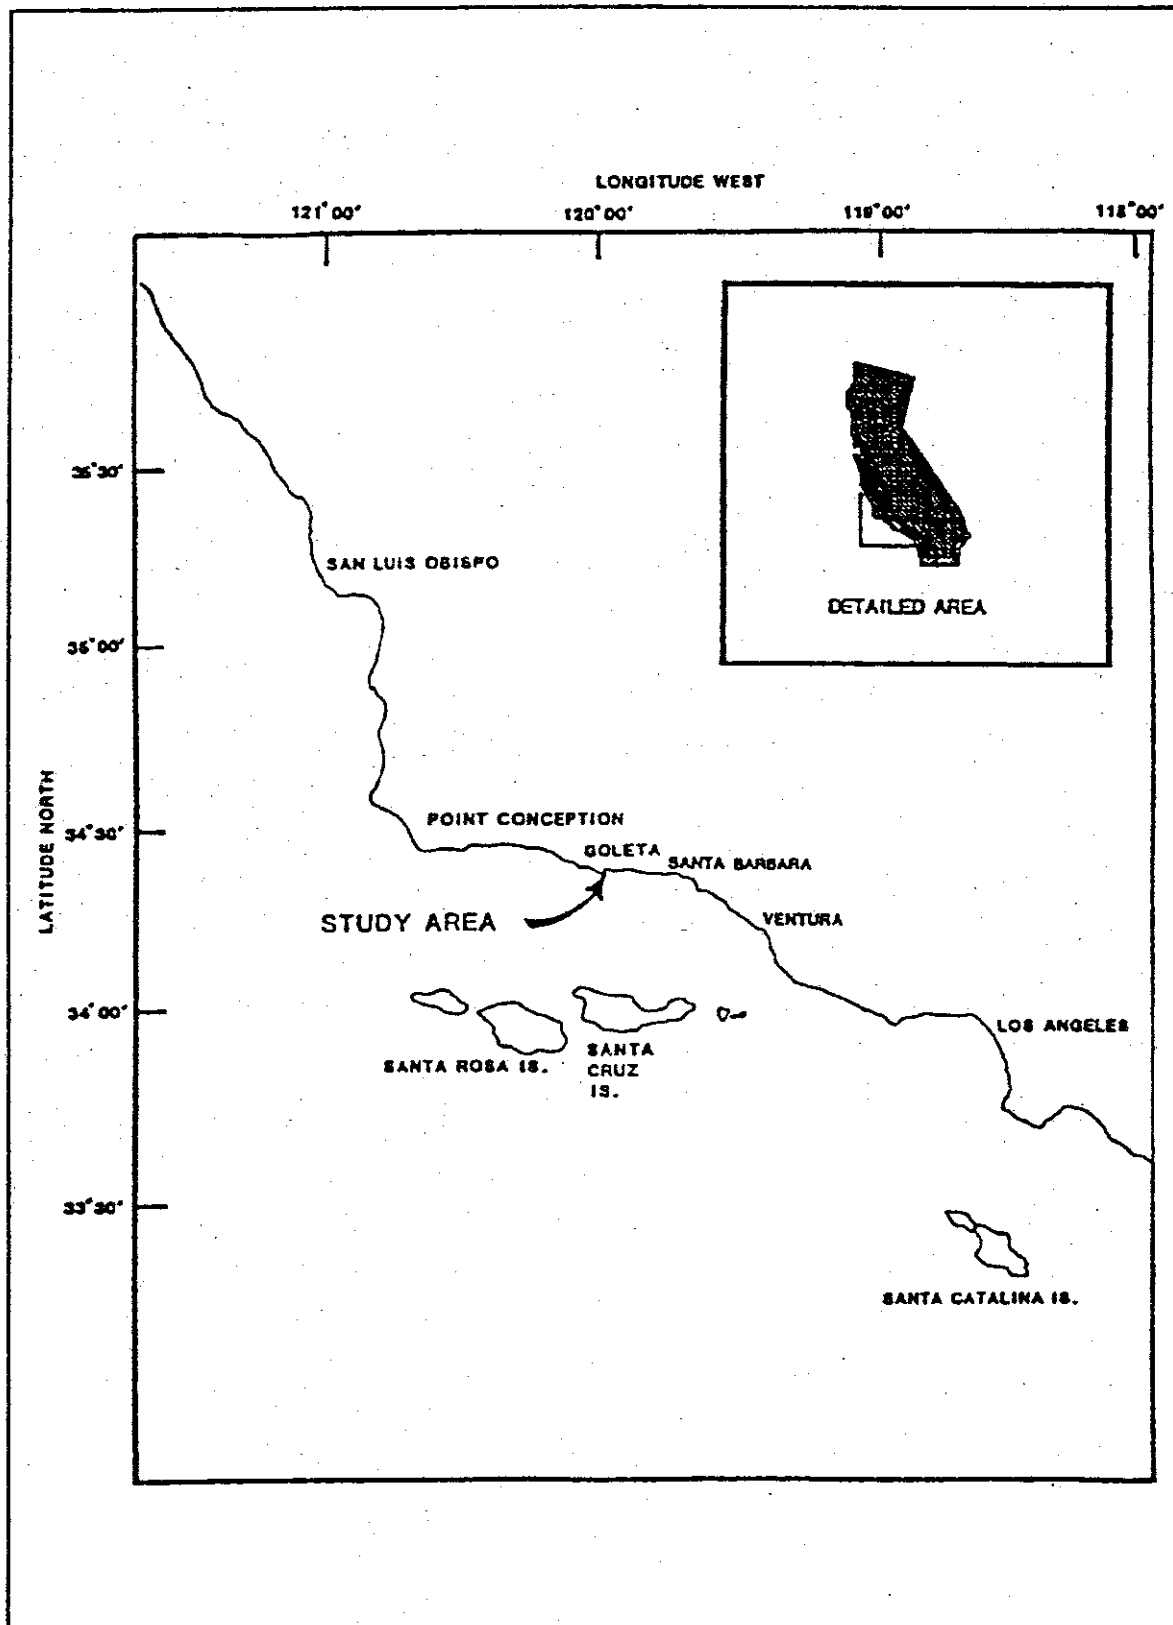 LONGITUDE WEST
121°00'
120°00'
119°00'
118°00'
35°30'
SAN LUIS OBISPO
DETAILED AREA
35°00'
LATITUDE NORTH
34°30'
POINT CONCEPTION
GOLETA
SANTA BARBARA
STUDY AREA
VENTURA
34°00'
LOS ANGELES
SANTA ROSA IS.
SANTA
CRUZ
IS.
33°30'
SANTA CATALINA IS.